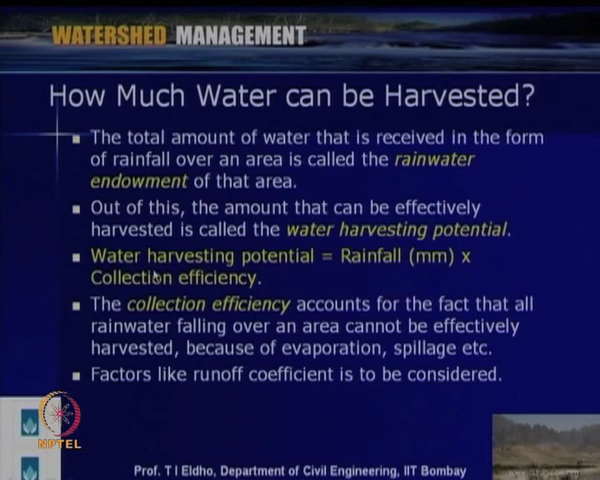 WATERSHED MANAGEMENT
How Much Water can be Harvested?
The total amount of water that is received in the form
of rainfall over an area is called the rainwater
endowment of that area.
Out of this, the amount that can be effectively
harvested is called the water harvesting potential.
Water harvesting potential = Rainfall (mm) x
Collection efficiency.
The collection efficiency accounts for the fact that all
rainwater falling over an area cannot be effectively
harvested, because of evaporation, spillage etc.
Factors like runoff coefficient is to be considered.
NPTEL
Prof. T I Eldho, Department of Civil Engineering, IIT Bombay